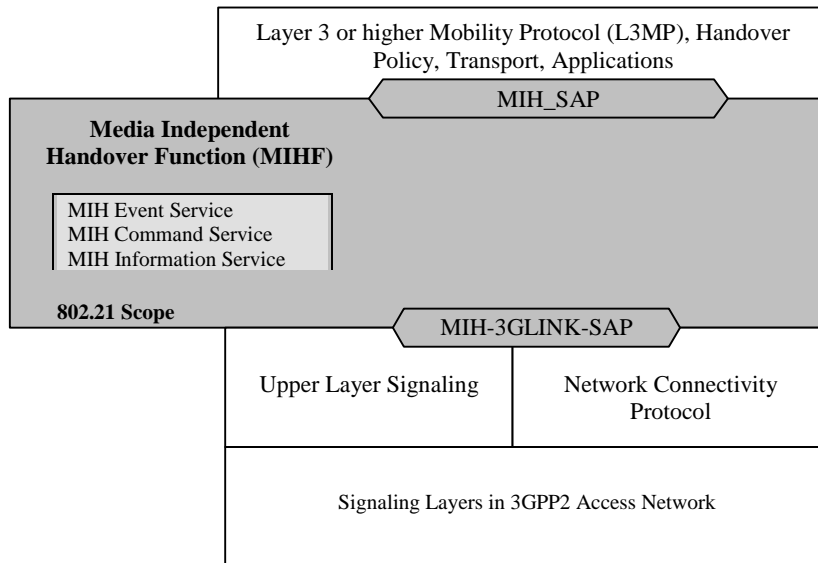 Layer 3 or higher Mobility Protocol (L3MP), Handover
Policy, Transport, Applications
MIH_SAP
Media Independent
Handover Function (MIHF)
MIH Event Service
MIH Command Service
MIH Information Service
802.21 Scope
MIH-3GLINK-SAP
Upper Layer Signaling
Network Connectivity
Protocol
Signaling Layers in 3GPP2 Access Network